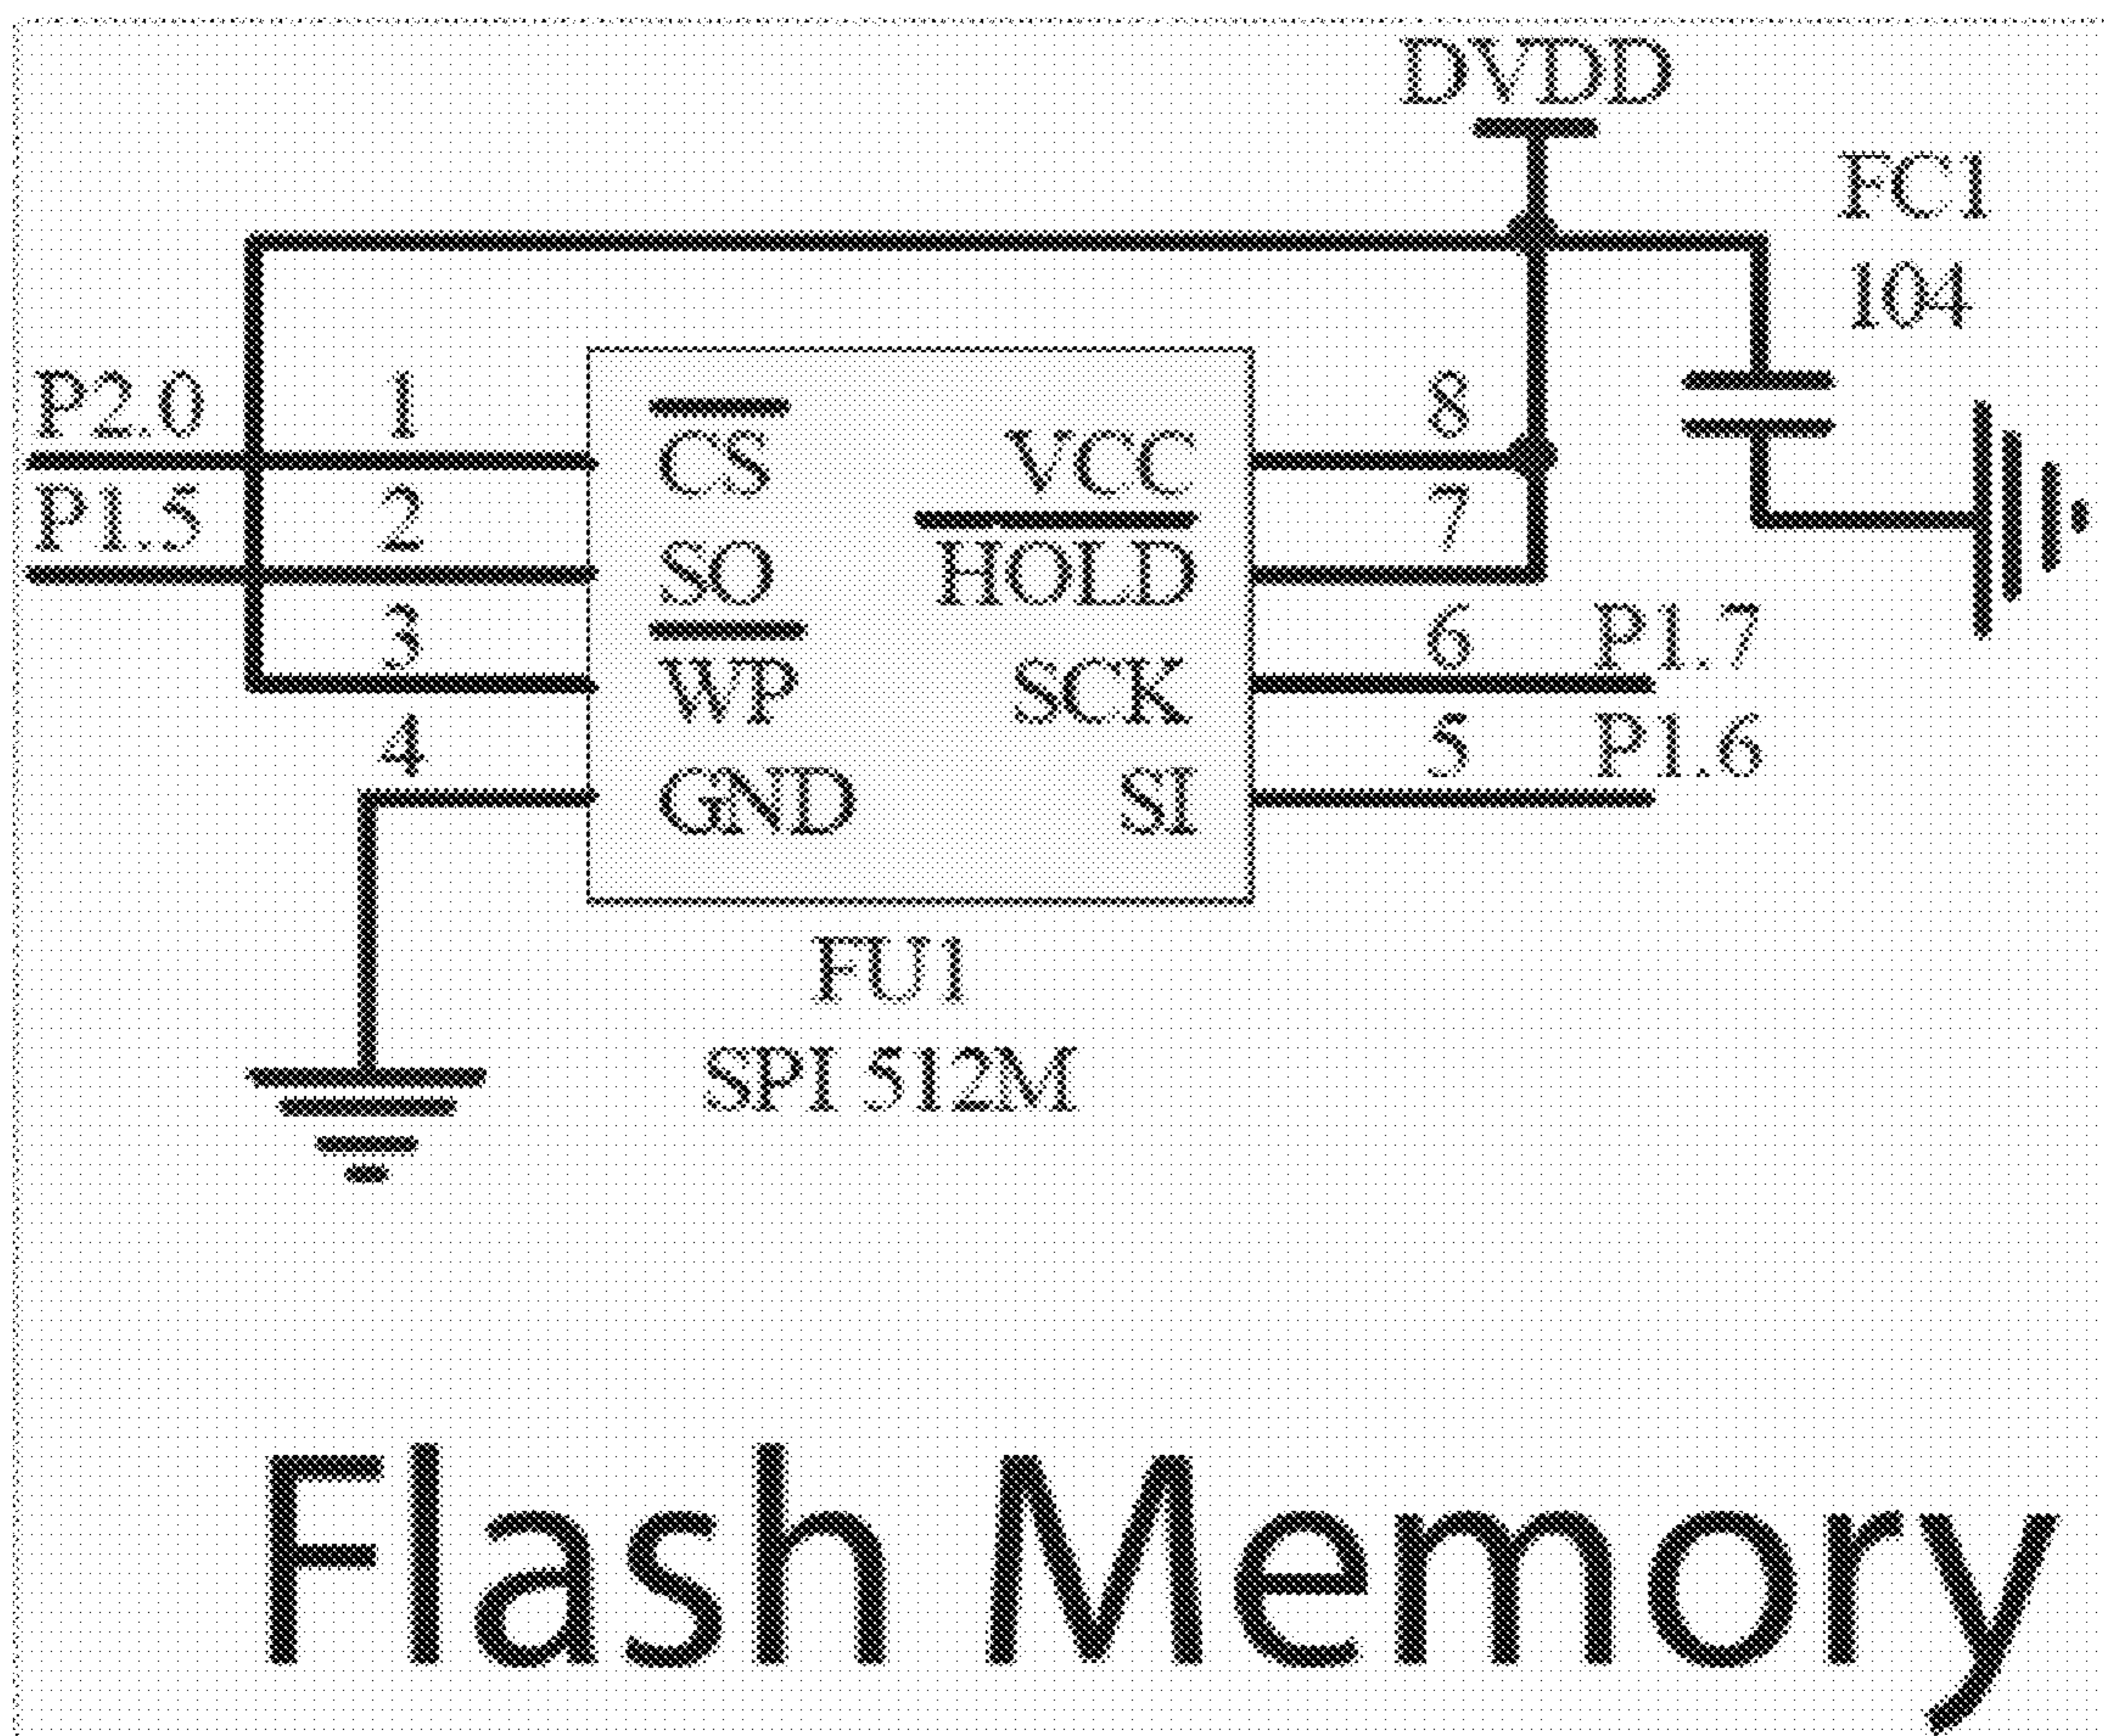 DVDD
FC1
104
P2.0 1 CS VCC 8
P1.5 2 SO HOLD 7
3 WP SCK 6 P1.7
4 GND SI 5 P1.6
FU1
SPI 512M
Flash Memory